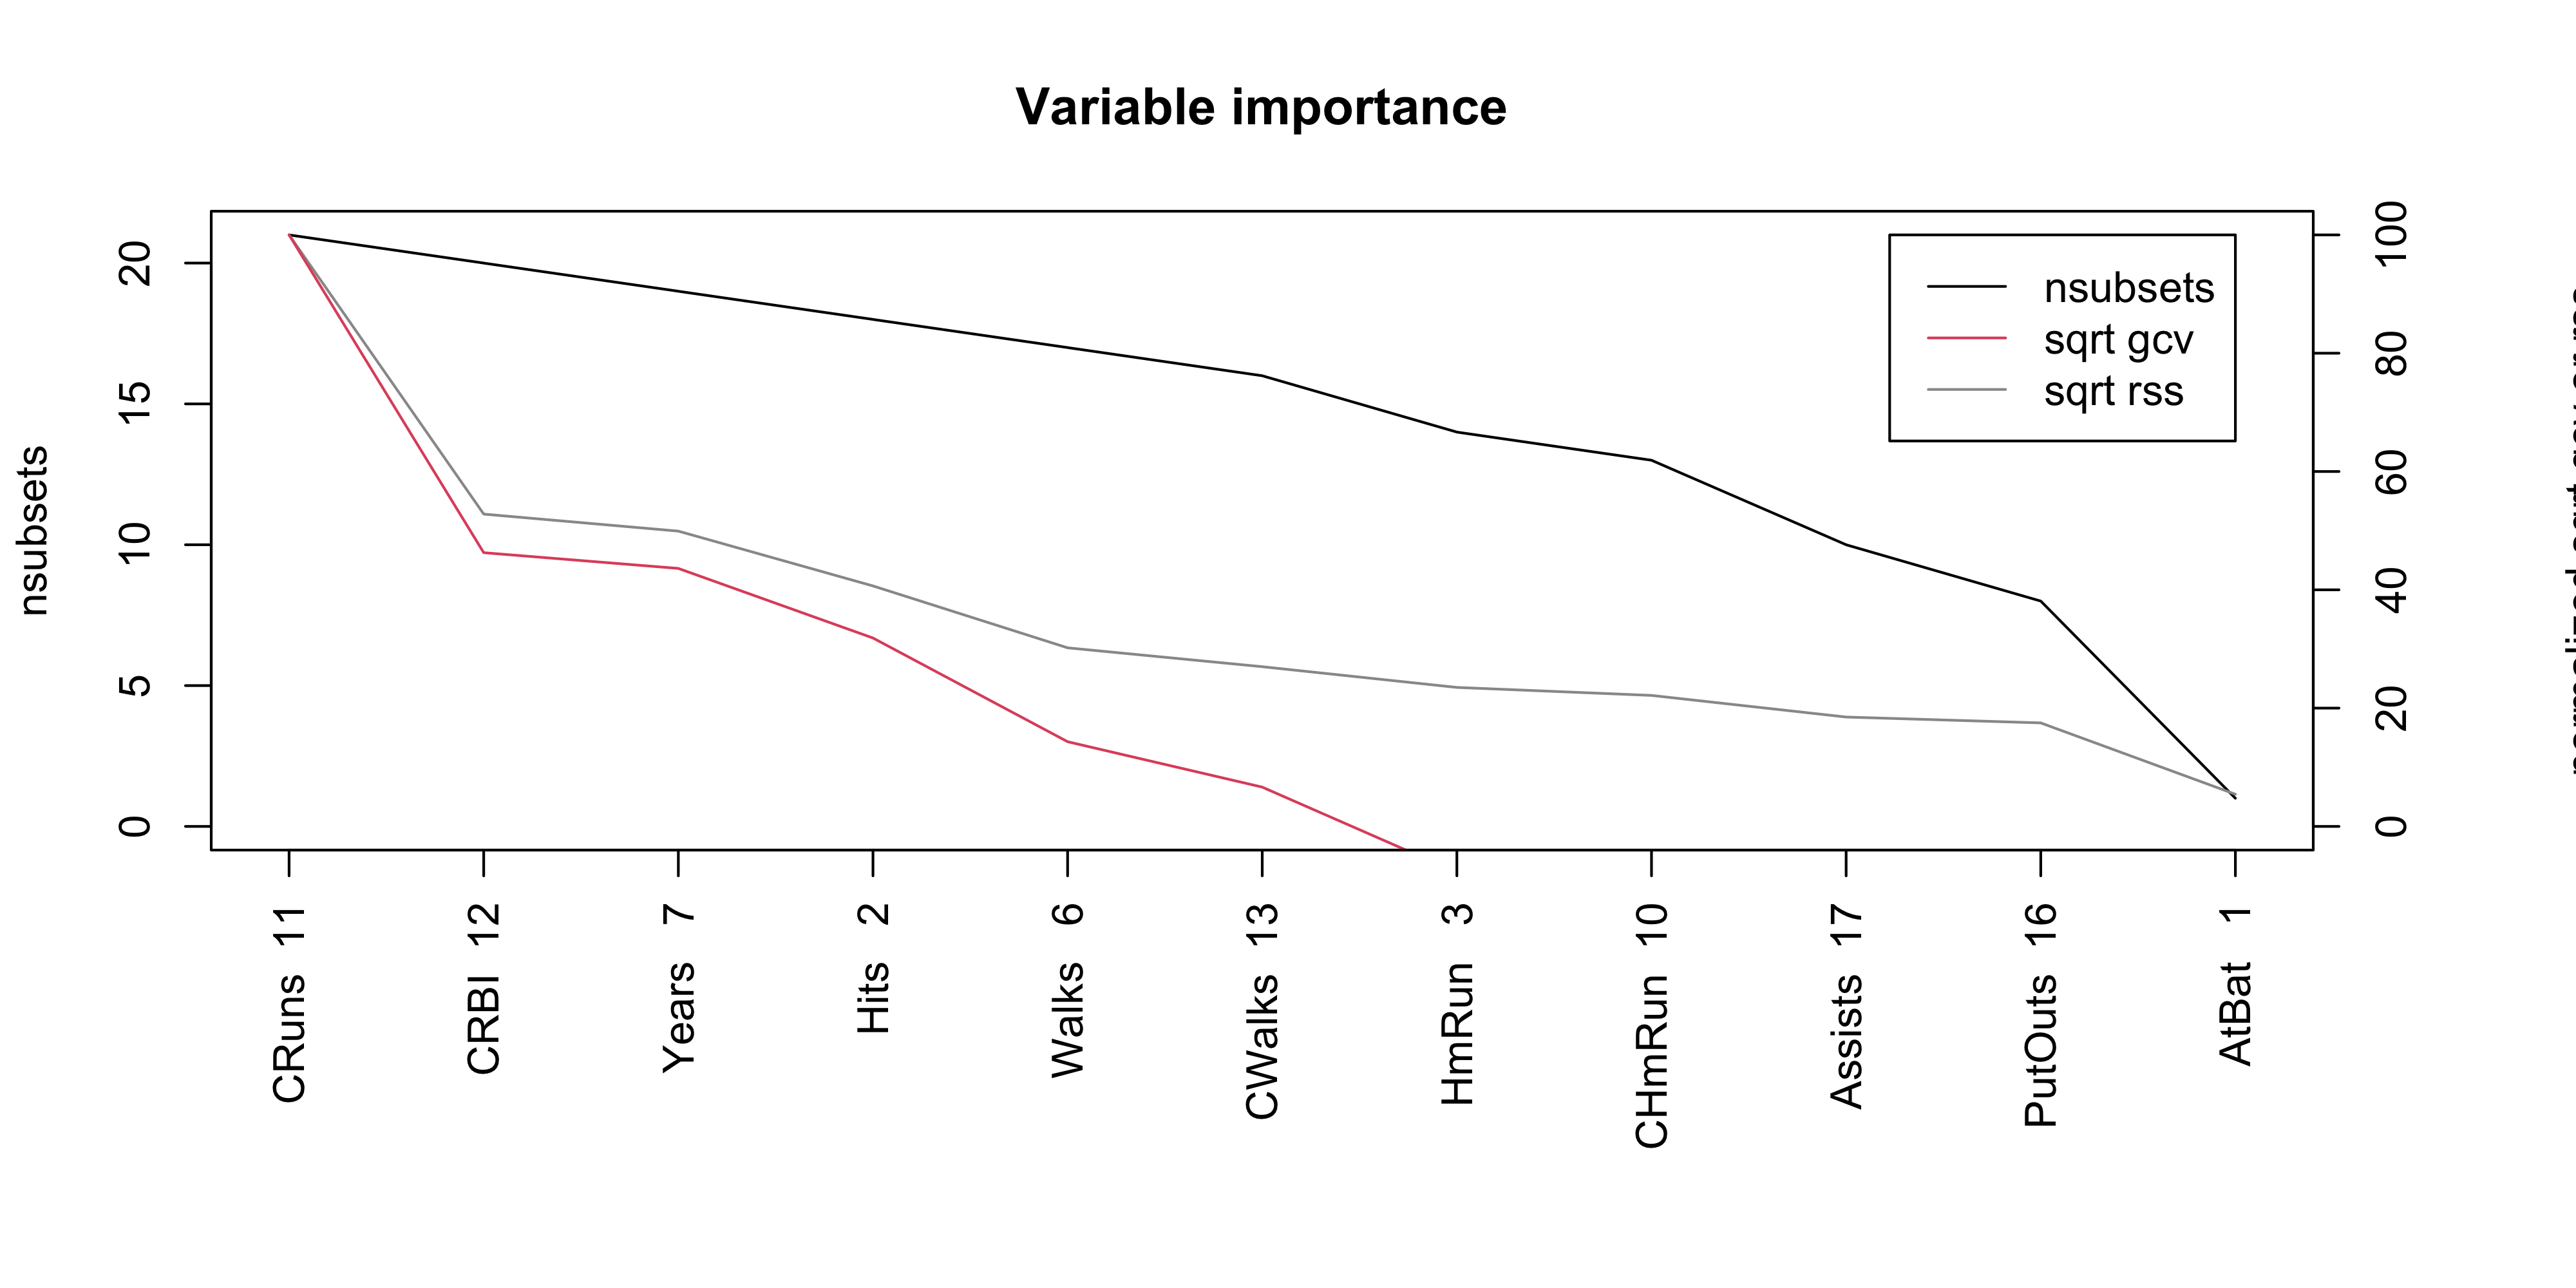 Variable importance
nsubsets
20
15
10
5
0
nsubsets
sqrt gcv
sqrt rss
100
80
60
40
20
0
CRuns 11
CRBI 12
Years 7
Hits 2
Walks 6
CWalks 13
HmRun 3
CHmRun 10
Assists 17
PutOuts 16
AtBat 1